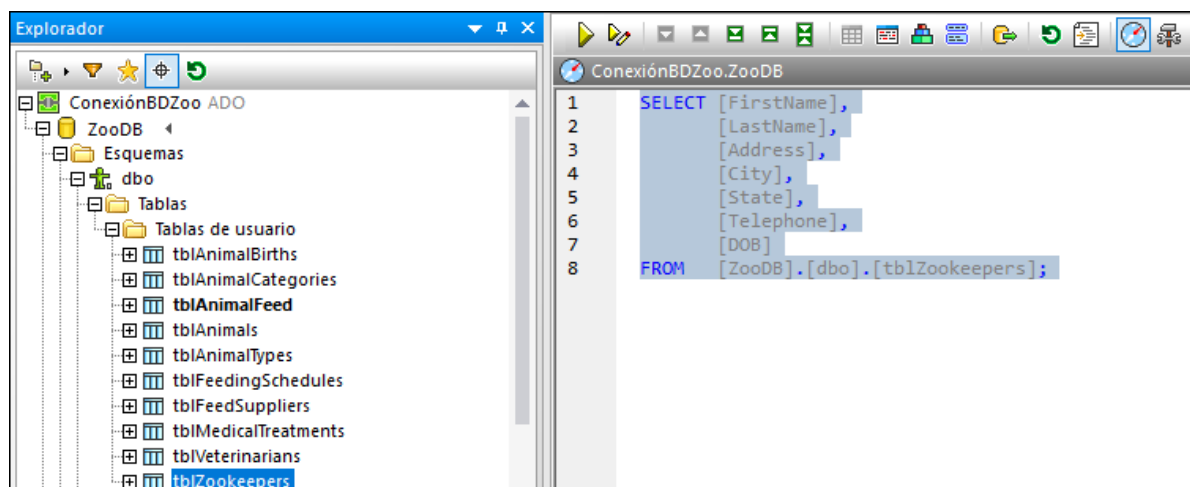 Explorador
ConexiónBDZoo ADO
ZooDB
Esquemas
dbo
Tablas
Tablas de usuario
tblAnimalBirths
tblAnimalCategories
tblAnimalFeed
tblAnimals
tblAnimalTypes
tblFeedingSchedules
tblFeedSuppliers
tblMedicalTreatments
tblVeterinarians
tblZookeepers
ConexiónBDZoo.ZooDB
1 SELECT [FirstName],
2 [LastName],
3 [Address],
4 [City],
5 [State],
6 [Telephone],
7 [DOB]
8 FROM [ZooDB].[dbo].[tblZookeepers];